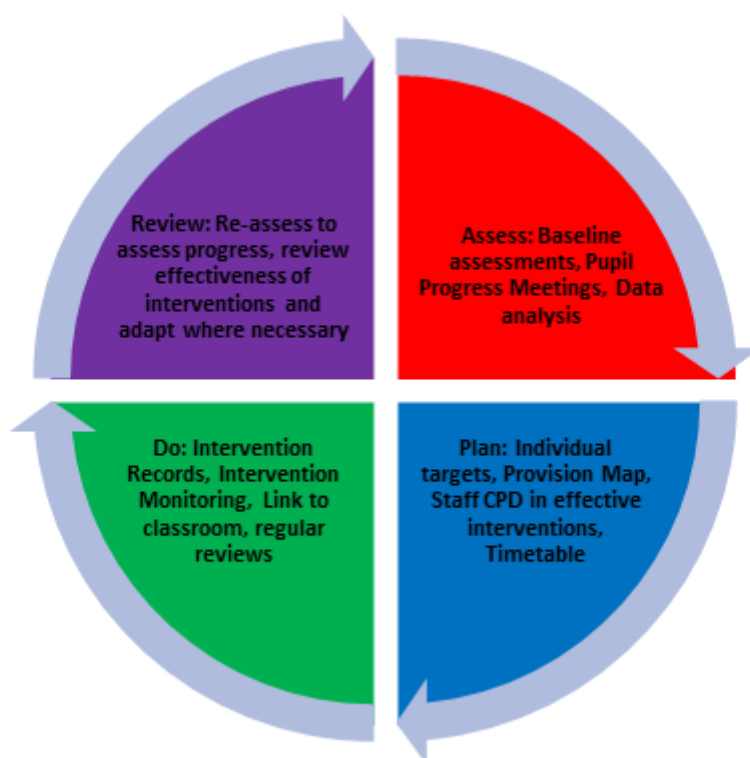 Review: Re-assess to
assess progress, review
effectiveness of
interventions and
adapt where necessary
Assess: Baseline
assessments, Pupil
Progress Meetings, Data
analysis
Do: Intervention
Records, Intervention
Monitoring, Link to
classroom, regular
reviews
Plan: Individual
targets, Provision Map,
Staff CPD in effective
interventions,
Timetable